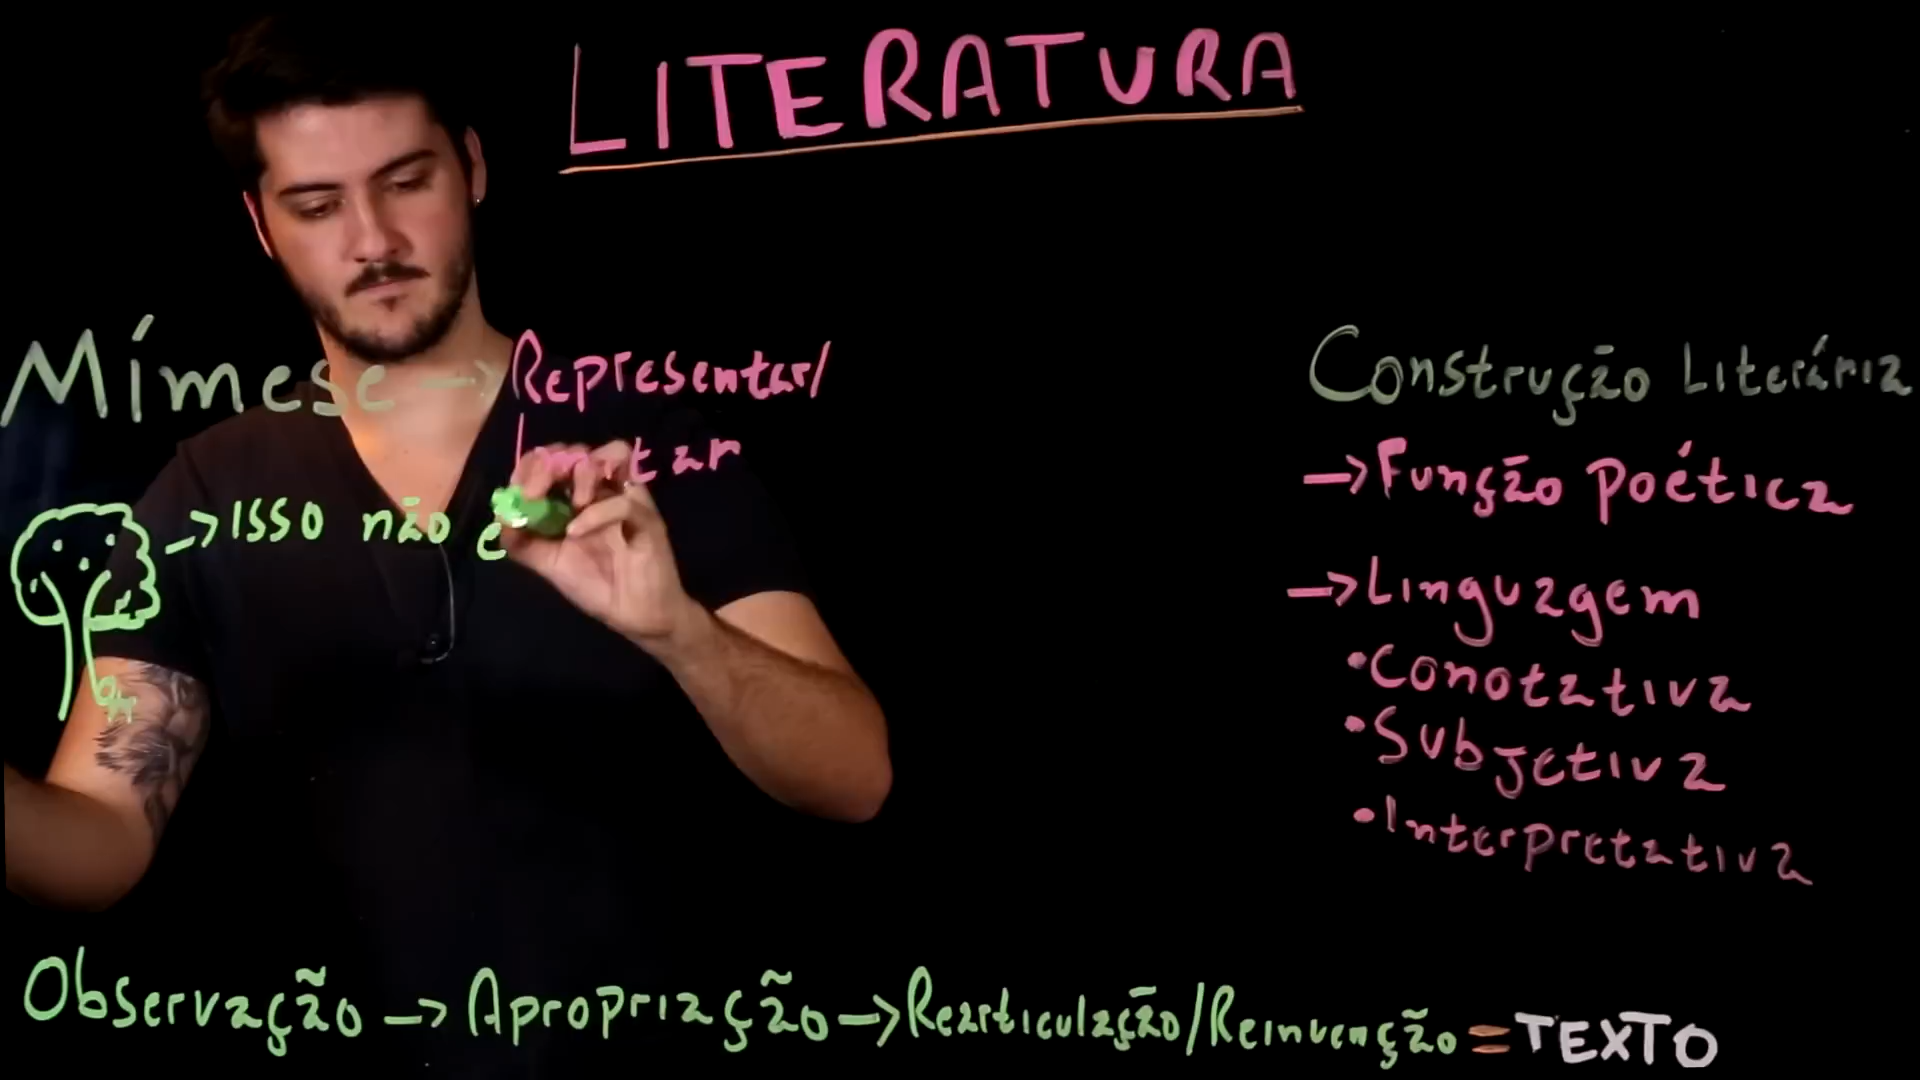 LITERATURA
Mímese → Representar/
Imitar
→ Isso não é
Construção Literária
→ Função poética
→ Linguagem
• Conotativa
• Subjetiva
• Interpretativa
Observação → Apropriação → Rearticulação/Reinvenção = TEXTO